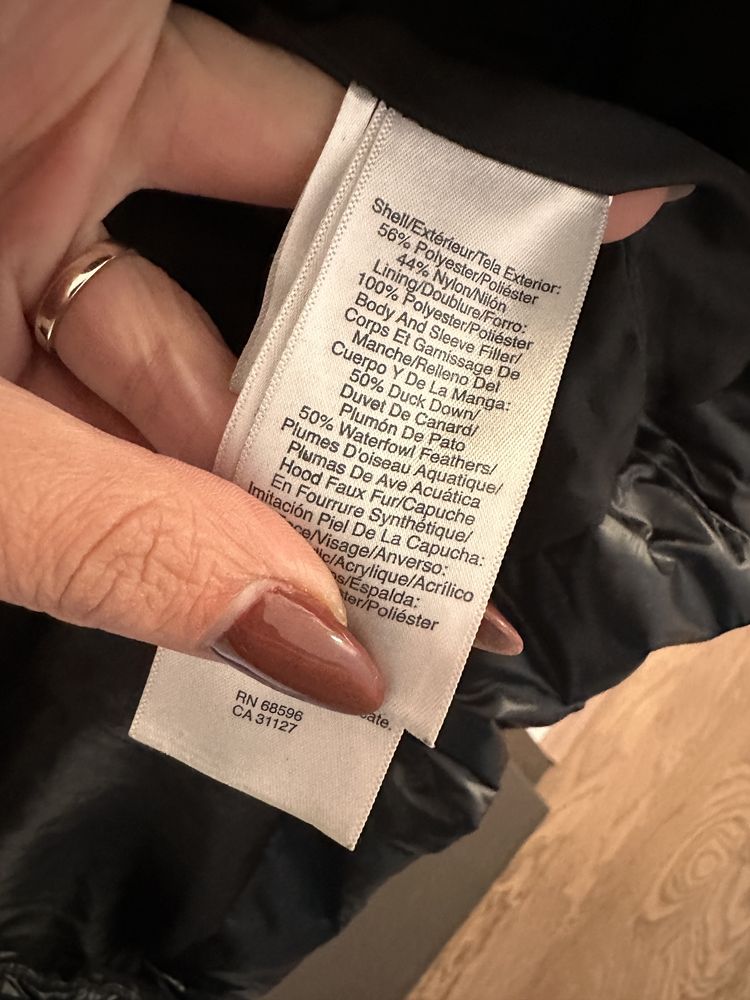 Shell/Extérieur/Tela Exterior:
56% Polyester/Poliéster
44% Nylon/Nilón
Lining/Doublure/Forro:
100% Polyester/Poliéster
Body And Sleeve Filler/
Corps Et Garnissage De
Manche/Relleno Del
Cuerpo Y De La Manga:
50% Duck Down/
Duvet De Canard/
Plumón De Pato
50% Waterfowl Feathers/
Plumes D'oiseau Aquatique/
Plumas De Ave Acuática
Hood Faux Fur/Capuche
En Fourrure Synthétique/
Imitación Piel De La Capucha:
/Visage/Anverso:
/Acrylique/Acrílico
/Espalda:
/Poliéster
RN 68596
CA 31127